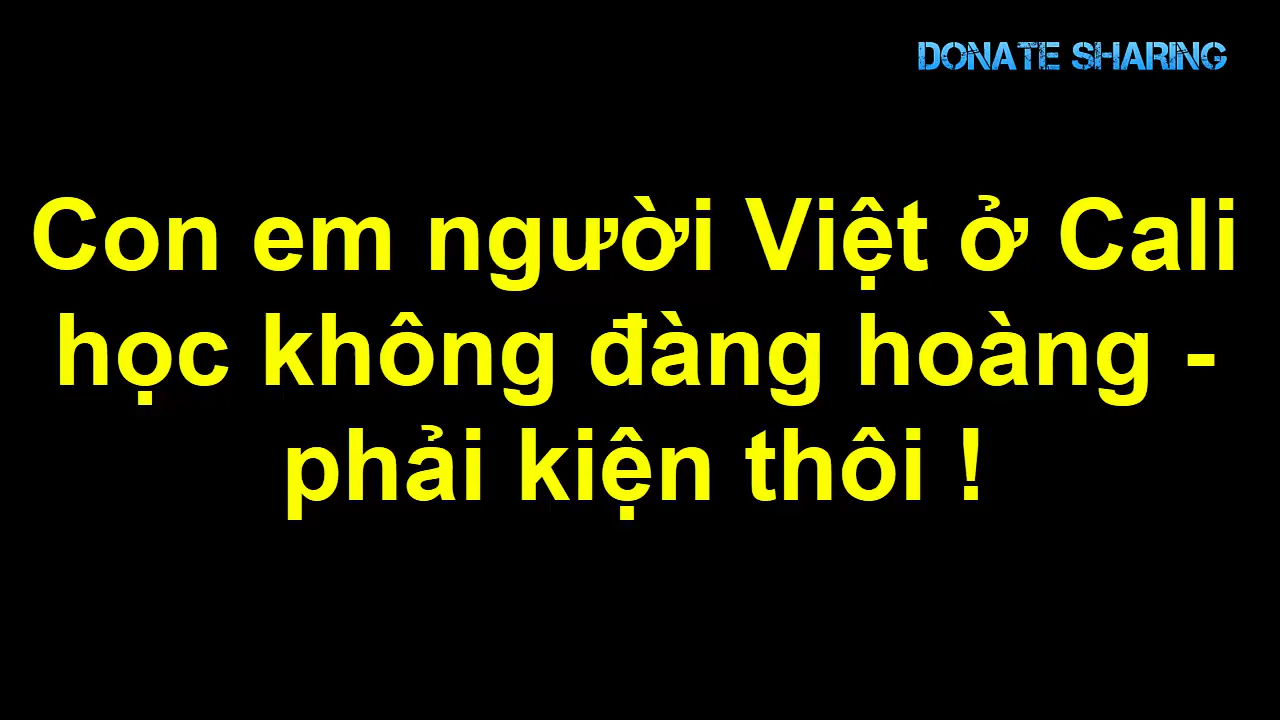 DONATE SHARING
Con em người Việt ở Cali
học không đàng hoàng -
phải kiện thôi !